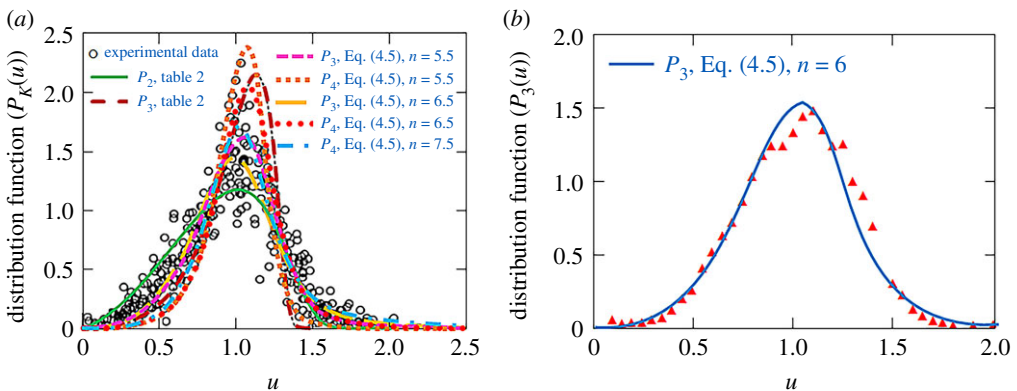 (a)
2.5
2.0
1.5
1.0
0.5
0
distribution function (P_K(u))
experimental data
P_2, table 2
P_3, table 2
P_3, Eq. (4.5), n = 5.5
P_4, Eq. (4.5), n = 5.5
P_3, Eq. (4.5), n = 6.5
P_4, Eq. (4.5), n = 6.5
P_4, Eq. (4.5), n = 7.5
0 0.5 1.0 1.5 2.0 2.5
u
(b)
2.0
1.5
1.0
0.5
0
distribution function (P_3(u))
P_3, Eq. (4.5), n = 6
0 0.5 1.0 1.5 2.0
u